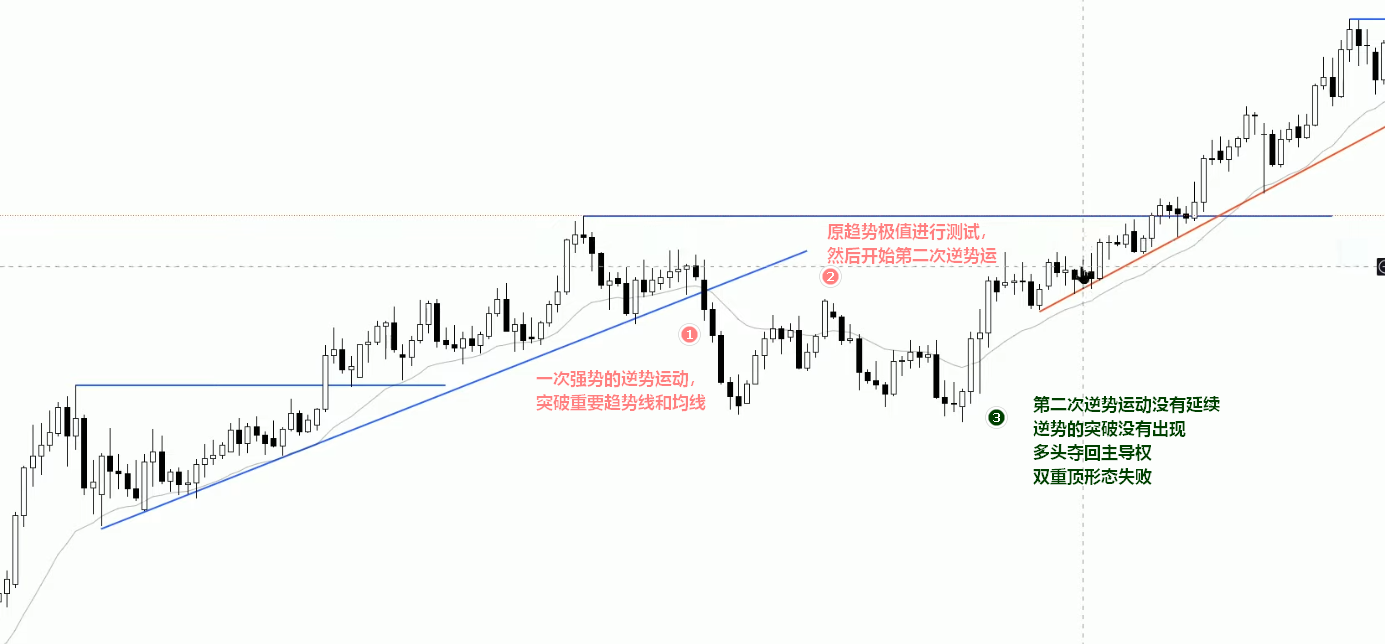 原趋势极值进行测试,
然后开始第二次逆势运
2
1
一次强势的逆势运动,
突破重要趋势线和均线
3
第二次逆势运动没有延续
逆势的突破没有出现
多头夺回主导权
双重顶形态失败